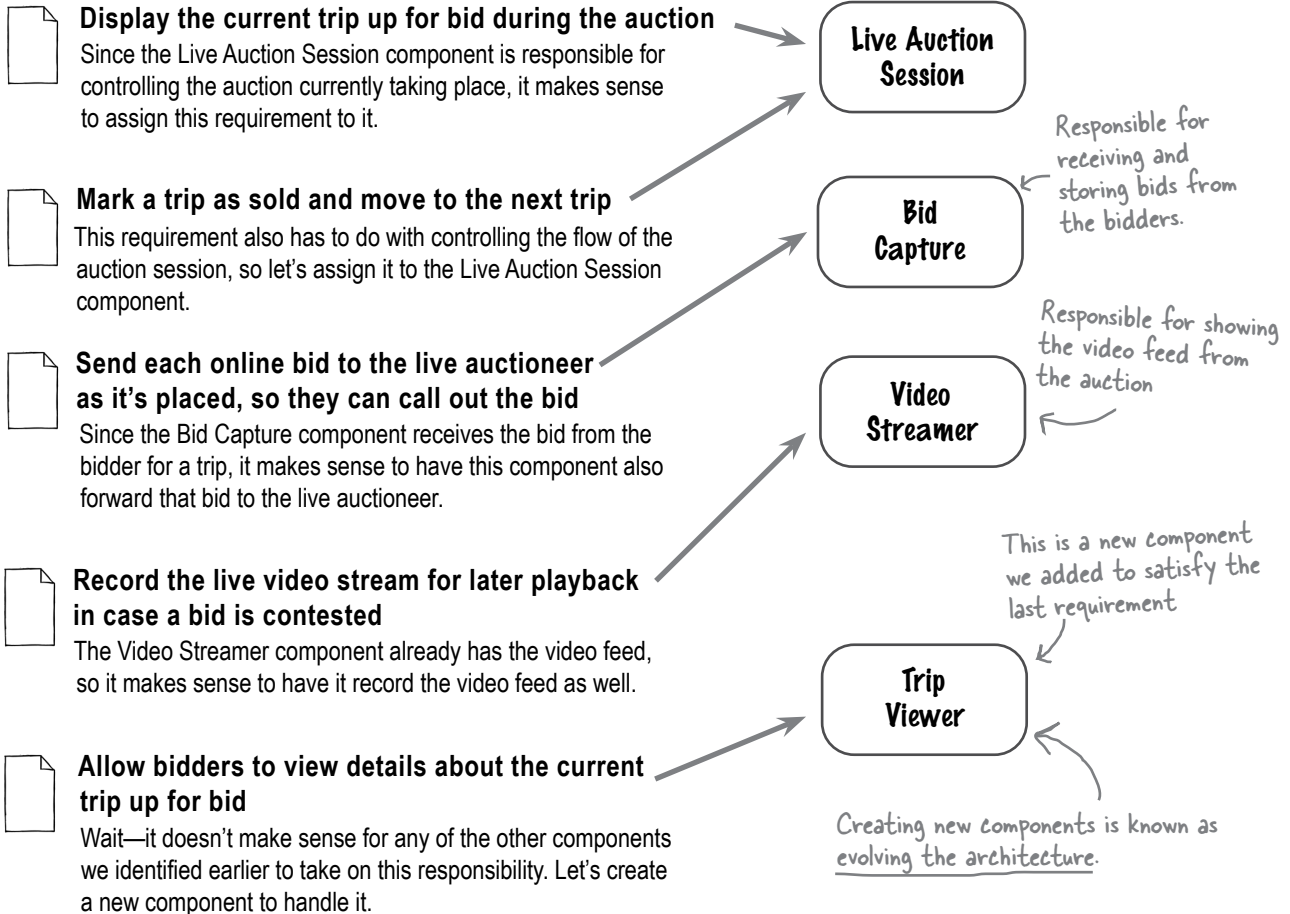 Display the current trip up for bid during the auction
Since the Live Auction Session component is responsible for
controlling the auction currently taking place, it makes sense
to assign this requirement to it.
Live Auction
Session
Mark a trip as sold and move to the next trip
This requirement also has to do with controlling the flow of the
auction session, so let’s assign it to the Live Auction Session
component.
Bid
Capture
Responsible for
receiving and
storing bids from
the bidders.
Send each online bid to the live auctioneer
as it’s placed, so they can call out the bid
Since the Bid Capture component receives the bid from the
bidder for a trip, it makes sense to have this component also
forward that bid to the live auctioneer.
Video
Streamer
Responsible for showing
the video feed from
the auction
Record the live video stream for later playback
in case a bid is contested
The Video Streamer component already has the video feed,
so it makes sense to have it record the video feed as well.
This is a new component
we added to satisfy the
last requirement
Trip
Viewer
Allow bidders to view details about the current
trip up for bid
Wait—it doesn’t make sense for any of the other components
we identified earlier to take on this responsibility. Let’s create
a new component to handle it.
Creating new components is known as
evolving the architecture.